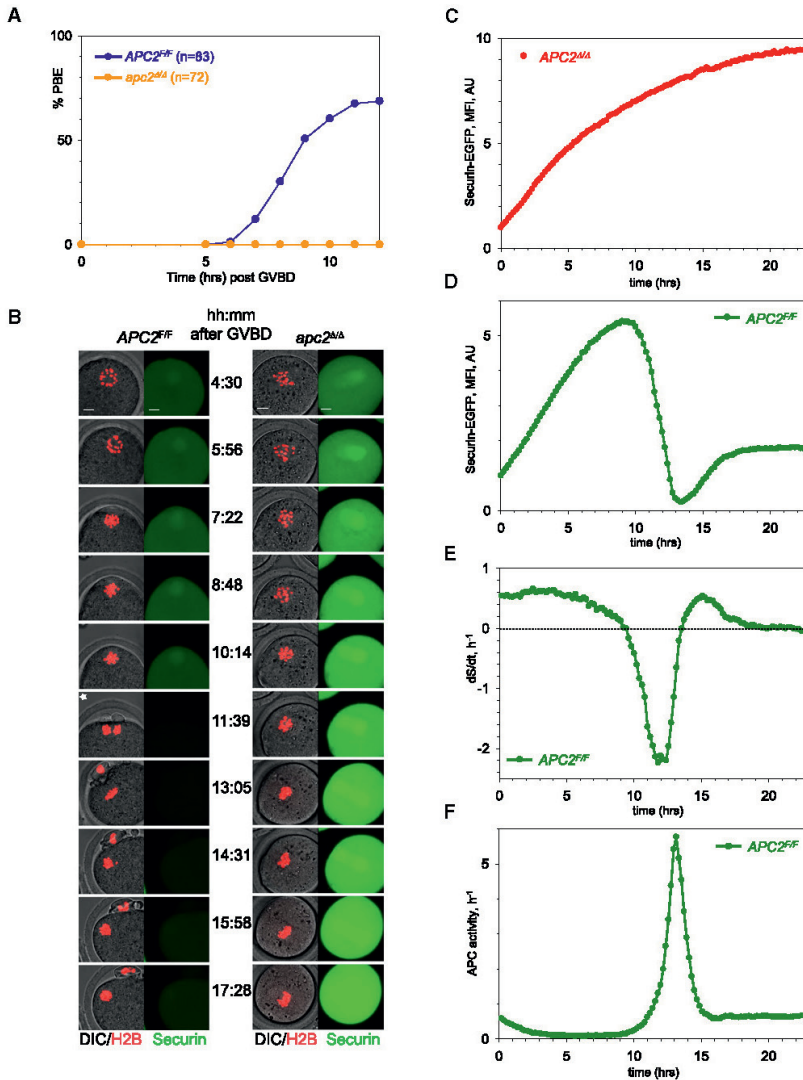 A
% PBE
100
50
0
APC2F/F (n=83)
apc2Δ/Δ (n=72)
0
5
10
Time (hrs) post GVBD
B
hh:mm
after GVBD
APC2F/F
apc2Δ/Δ
4:30
5:56
7:22
8:48
10:14
11:39
13:05
14:31
15:58
17:28
DIC/H2B
Securin
DIC/H2B
Securin
C
Securin-EGFP, MFI, AU
10
5
0
APC2Δ/Δ
0
5
10
15
20
time (hrs)
D
Securin-EGFP, MFI, AU
5
0
APC2F/F
0
5
10
15
20
time (hrs)
E
dS/dt, h-1
1
0
-1
-2
APC2F/F
0
5
10
15
20
time (hrs)
F
APC activity, h-1
5
0
APC2F/F
0
5
10
15
20
time (hrs)